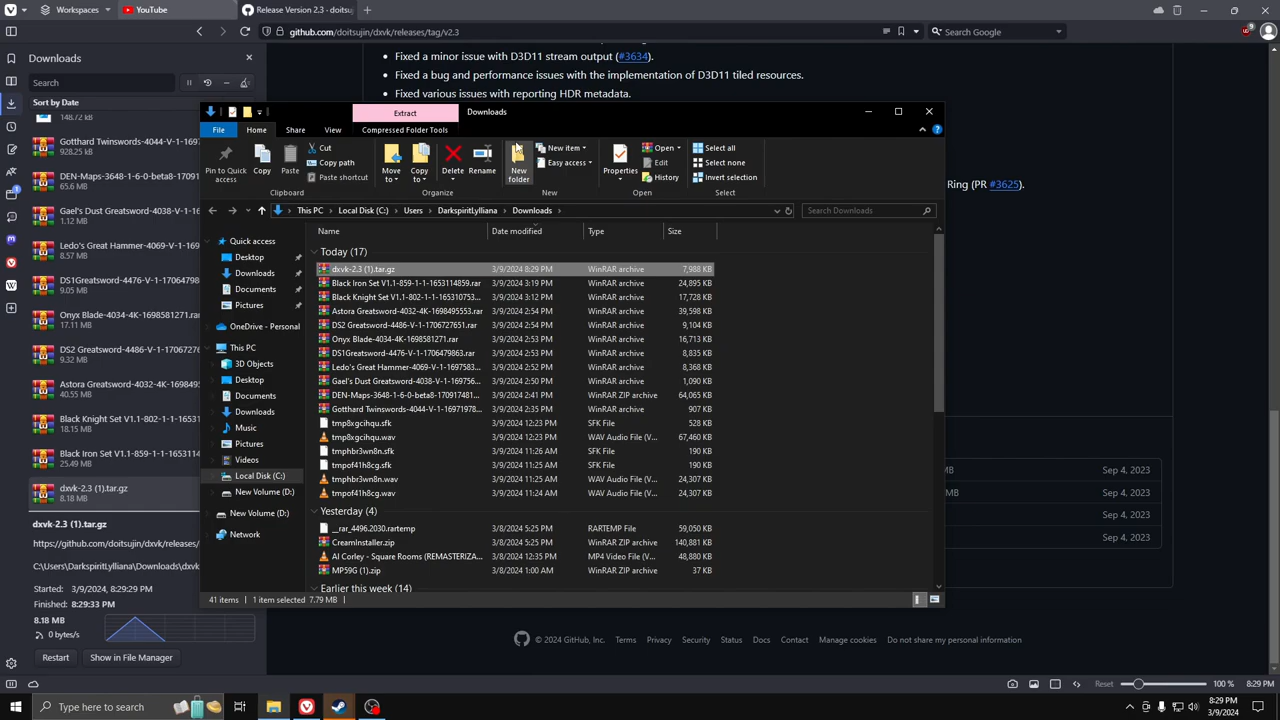 Workspaces
YouTube
Release Version 2.3 · doitsuj
github.com/doitsujin/dxvk/releases/tag/v2.3
Search Google
Downloads
Search
Sort by Date
148.72 kB
Gotthard Twinswords-4044-V-1-1697
928.25 kB
DEN-Maps-3648-1-6-0-beta8-170917
65.6 MB
Gael's Dust Greatsword-4038-V-1-16
1.12 MB
Ledo's Great Hammer-4069-V-1-169
8.80 MB
DS1Greatsword-4476-V-1-1706479863
9.05 MB
Onyx Blade-4034-4K-1698581271.rar
17.11 MB
DS2 Greatsword-4486-V-1-17067276
9.32 MB
Astora Greatsword-4032-4K-169849
40.55 MB
Black Knight Set V1.1-802-1-1-16531
18.15 MB
Black Iron Set V1.1-859-1-1-165311
25.49 MB
dxvk-2.3 (1).tar.gz
8.18 MB
dxvk-2.3 (1).tar.gz
https://github.com/doitsujin/dxvk/releases/
C:\Users\DarkspiritLylliana\Downloads\dxvk-
Started: 3/9/2024, 8:29:29 PM
Finished: 8:29:33 PM
8.18 MB
0 bytes/s
Restart
Show in File Manager
Fixed a minor issue with D3D11 stream output (#3634).
Fixed a bug and performance issues with the implementation of D3D11 tiled resources.
Fixed various issues with reporting HDR metadata.
Extract
Downloads
File
Home
Share
View
Compressed Folder Tools
Pin to Quick access
Copy
Paste
Cut
Copy path
Paste shortcut
Move to
Copy to
Delete
Rename
New folder
New item
Easy access
Properties
Open
Edit
History
Select all
Select none
Invert selection
Clipboard
Organize
New
Open
Select
This PC
Local Disk (C:)
Users
DarkspiritLylliana
Downloads
Search Downloads
Quick access
Desktop
Downloads
Documents
Pictures
OneDrive - Personal
This PC
3D Objects
Desktop
Documents
Downloads
Music
Pictures
Videos
Local Disk (C:)
New Volume (D:)
New Volume (D:)
Network
Name Date modified Type Size
Today (17)
dxvk-2.3 (1).tar.gz 3/9/2024 8:29 PM WinRAR archive 7,988 KB
Black Iron Set V1.1-859-1-1-1653114859.rar 3/9/2024 3:19 PM WinRAR archive 24,895 KB
Black Knight Set V1.1-802-1-1-165310753... 3/9/2024 3:12 PM WinRAR archive 17,728 KB
Astora Greatsword-4032-4K-1698495553.rar 3/9/2024 2:54 PM WinRAR archive 39,598 KB
DS2 Greatsword-4486-V-1-1706727651.rar 3/9/2024 2:54 PM WinRAR archive 9,104 KB
Onyx Blade-4034-4K-1698581271.rar 3/9/2024 2:53 PM WinRAR archive 16,713 KB
DS1Greatsword-4476-V-1-1706479863.rar 3/9/2024 2:53 PM WinRAR archive 8,835 KB
Ledo's Great Hammer-4069-V-1-16983... 3/9/2024 2:52 PM WinRAR archive 8,368 KB
Gael's Dust Greatsword-4038-V-1-169756... 3/9/2024 2:50 PM WinRAR archive 1,090 KB
DEN-Maps-3648-1-6-0-beta8-170917481... 3/9/2024 2:41 PM WinRAR ZIP archive 64,065 KB
Gotthard Twinswords-4044-V-1-16971978... 3/9/2024 2:35 PM WinRAR archive 907 KB
tmp8xgcihqu.sfk 3/9/2024 12:23 PM SFK File 528 KB
tmp8xgcihqu.wav 3/9/2024 12:23 PM WAV Audio File (V... 67,460 KB
tmphbr3wn8n.sfk 3/9/2024 11:26 AM SFK File 190 KB
tmpof41h8cg.sfk 3/9/2024 11:25 AM SFK File 190 KB
tmphbr3wn8n.wav 3/9/2024 11:25 AM WAV Audio File (V... 24,307 KB
tmpof41h8cg.wav 3/9/2024 11:24 AM WAV Audio File (V... 24,307 KB
Yesterday (4)
__rar_4496.2030.rartemp 3/8/2024 5:25 PM RARTEMP File 59,050 KB
CreamInstaller.zip 3/8/2024 5:25 PM WinRAR ZIP archive 140,881 KB
Al Corley - Square Rooms (REMASTERIZA... 3/8/2024 12:35 PM MP4 Video File (V... 48,880 KB
MP59G (1).zip 3/8/2024 1:00 AM WinRAR ZIP archive 37 KB
Earlier this week (14)
41 items 1 item selected 7.79 MB
Ring (PR #3625).
MB Sep 4, 2023
MB Sep 4, 2023
Sep 4, 2023
Sep 4, 2023
© 2024 GitHub, Inc. Terms Privacy Security Status Docs Contact Manage cookies Do not share my personal information
Reset 100 % 8:29 PM
Type here to search
8:29 PM
3/9/2024